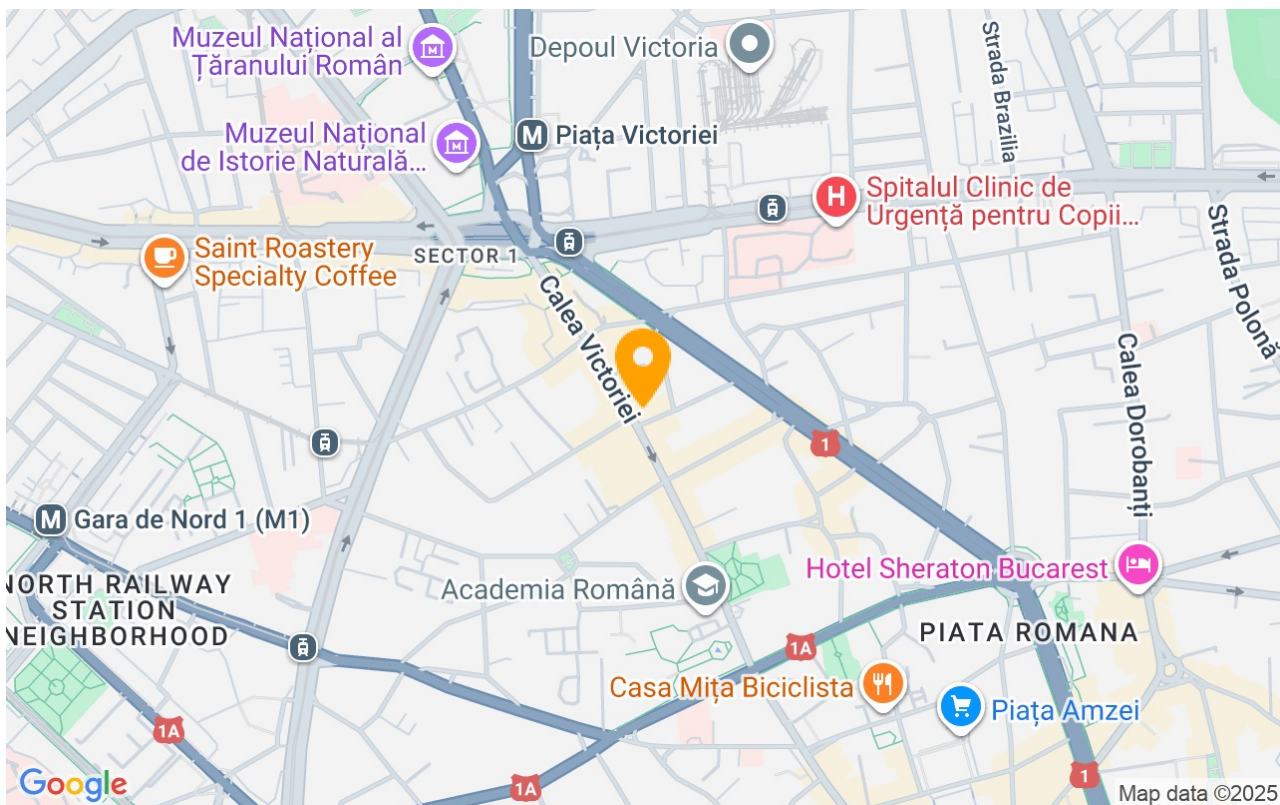 Muzeul Național al
Țăranului Român
Depoul Victoria
Strada Brazilia
Muzeul Național
de Istorie Naturală...
M
Piața Victoriei
H
Spitalul Clinic de
Urgență pentru Copii...
Strada Polonă
Saint Roastery
Specialty Coffee
SECTOR 1
Calea Victoriei
Calea Dorobanți
1
M
Gara de Nord 1 (M1)
Hotel Sheraton Bucarest
Academia Română
NORTH RAILWAY
STATION
NEIGHBORHOOD
PIATA ROMANA
1A
Casa Mița Biciclista
Piața Amzei
1A
1A
1
Google
Map data ©2025